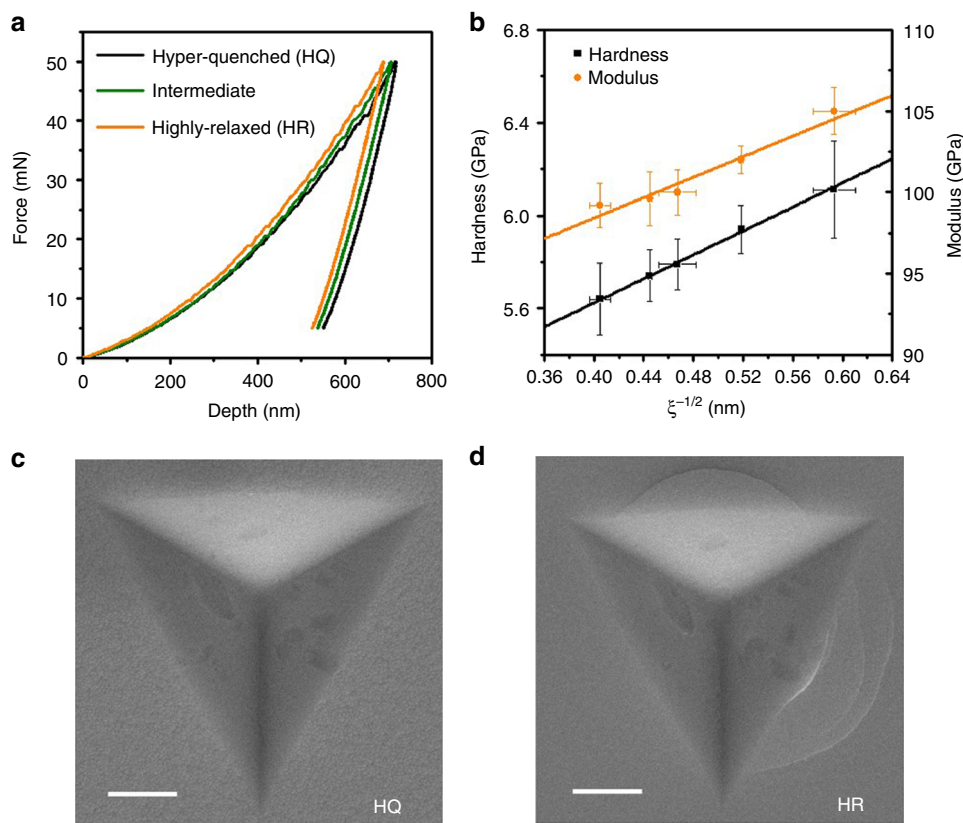 a
Hyper-quenched (HQ)
Intermediate
Highly-relaxed (HR)
50
40
30
20
10
0
Force (mN)
0 200 400 600 800
Depth (nm)
b
Hardness
Modulus
6.8
6.4
6.0
5.6
Hardness (GPa)
110
105
100
95
90
Modulus (GPa)
0.36 0.40 0.44 0.48 0.52 0.56 0.60 0.64
ξ−1/2 (nm)
c
HQ
d
HR